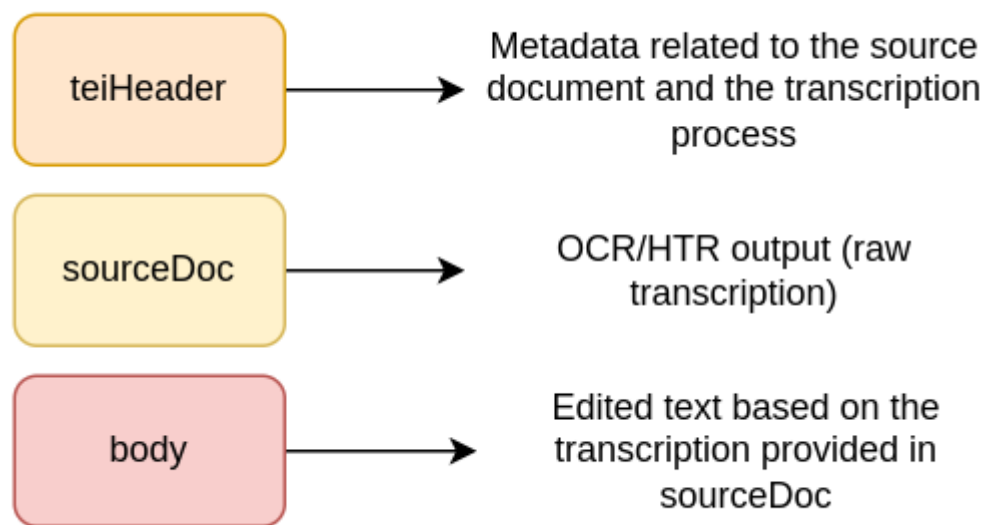 teiHeader
Metadata related to the source
document and the transcription
process
sourceDoc
OCR/HTR output (raw
transcription)
body
Edited text based on the
transcription provided in
sourceDoc